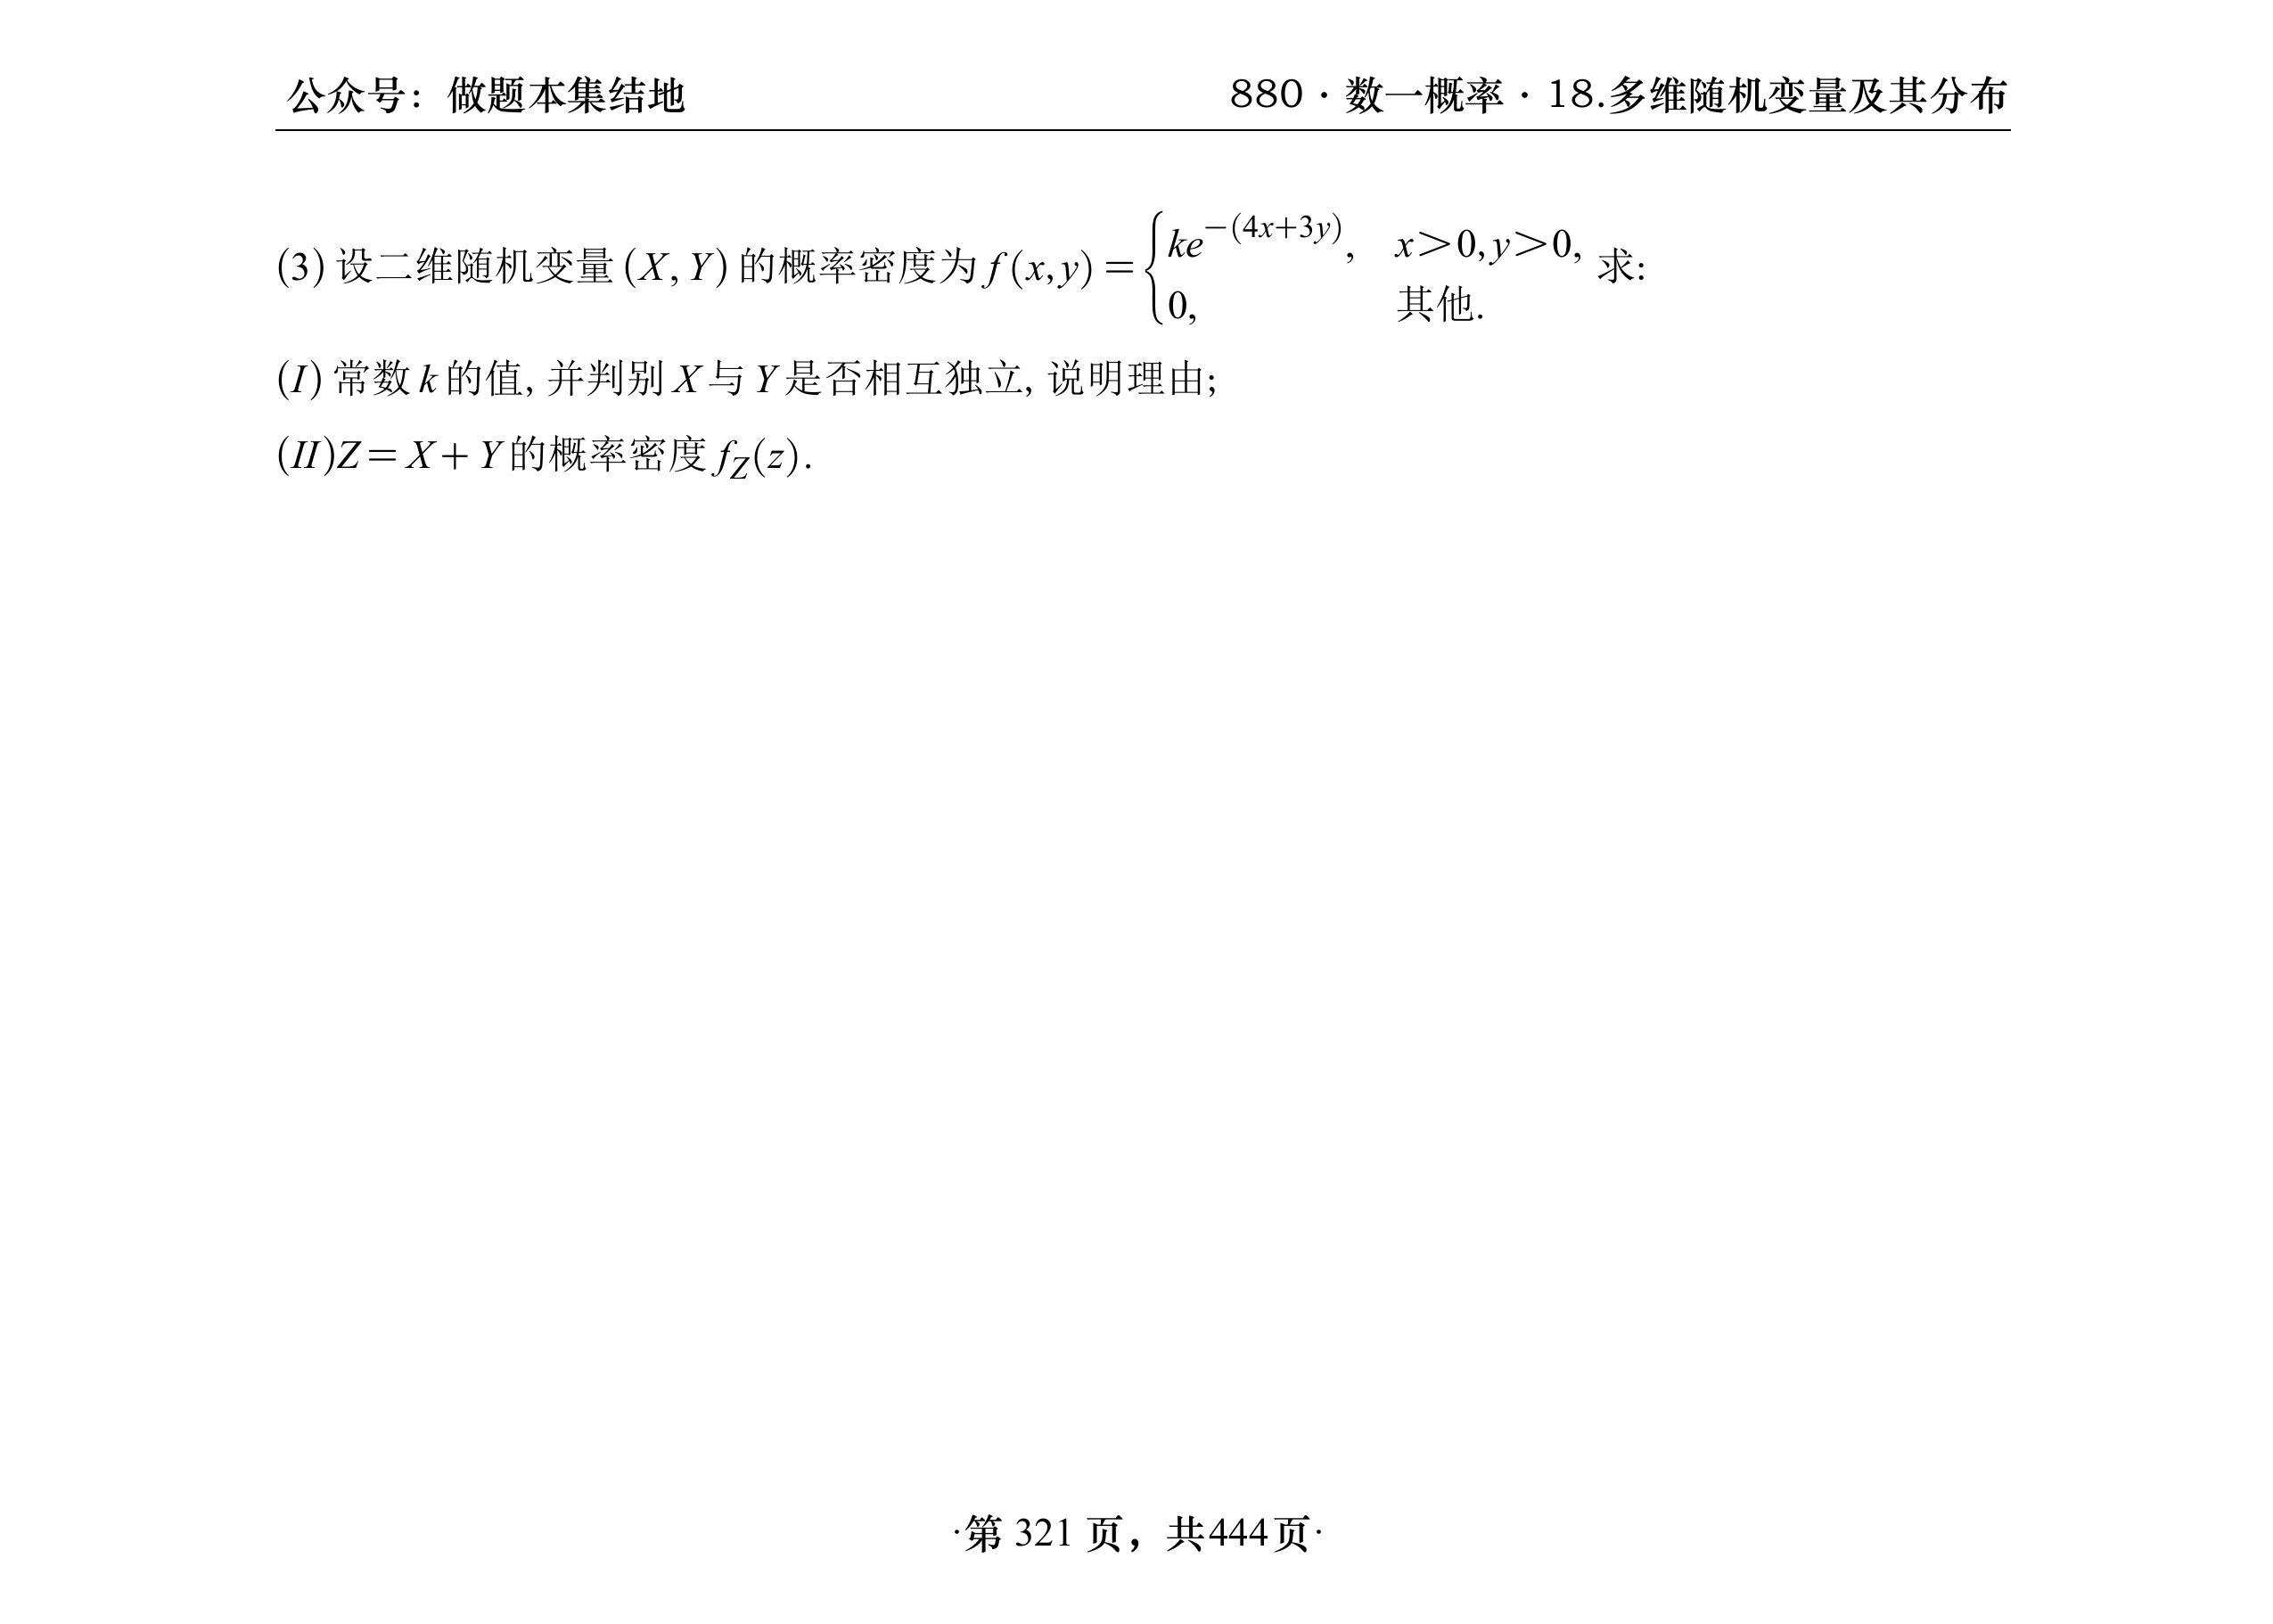 公众号：做题本集结地
880·数一概率·18.多维随机变量及其分布
(3) 设二维随机变量 (X, Y) 的概率密度为 f(x,y) = { ke^{-(4x+3y)}, x>0,y>0, 求:
0, 其他.
(I) 常数 k 的值, 并判别 X 与 Y 是否相互独立, 说明理由;
(II)Z = X + Y 的概率密度 f_Z(z).
·第 321 页，共444页·